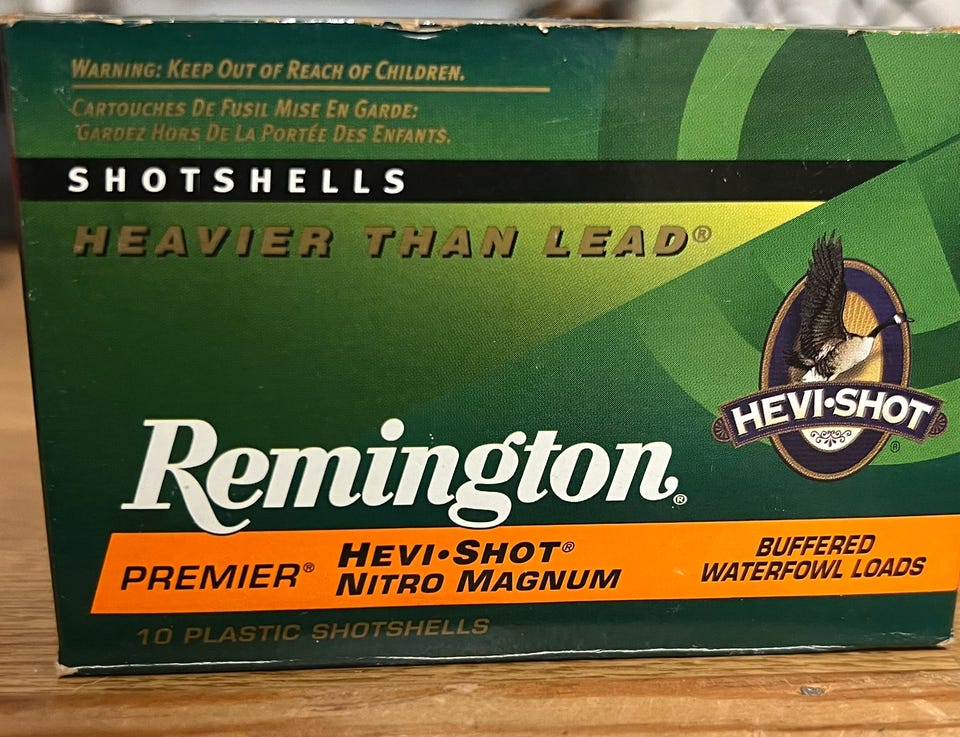 WARNING: KEEP OUT OF REACH OF CHILDREN.
CARTOUCHES DE FUSIL MISE EN GARDE:
GARDEZ HORS DE LA PORTÉE DES ENFANTS.
SHOTSHELLS
HEAVIER THAN LEAD®
HEVI•SHOT®
Remington®
PREMIER® HEVI•SHOT® NITRO MAGNUM
BUFFERED
WATERFOWL LOADS
10 PLASTIC SHOTSHELLS